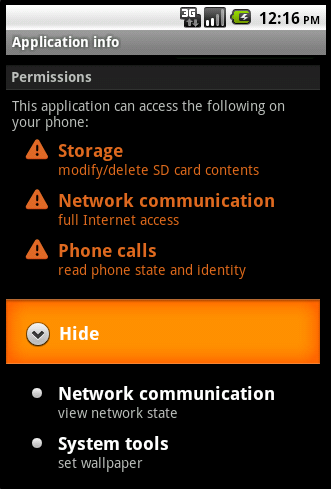 3G 12:16 PM
Application info
Permissions
This application can access the following on
your phone:
Storage
modify/delete SD card contents
Network communication
full Internet access
Phone calls
read phone state and identity
Hide
Network communication
view network state
System tools
set wallpaper